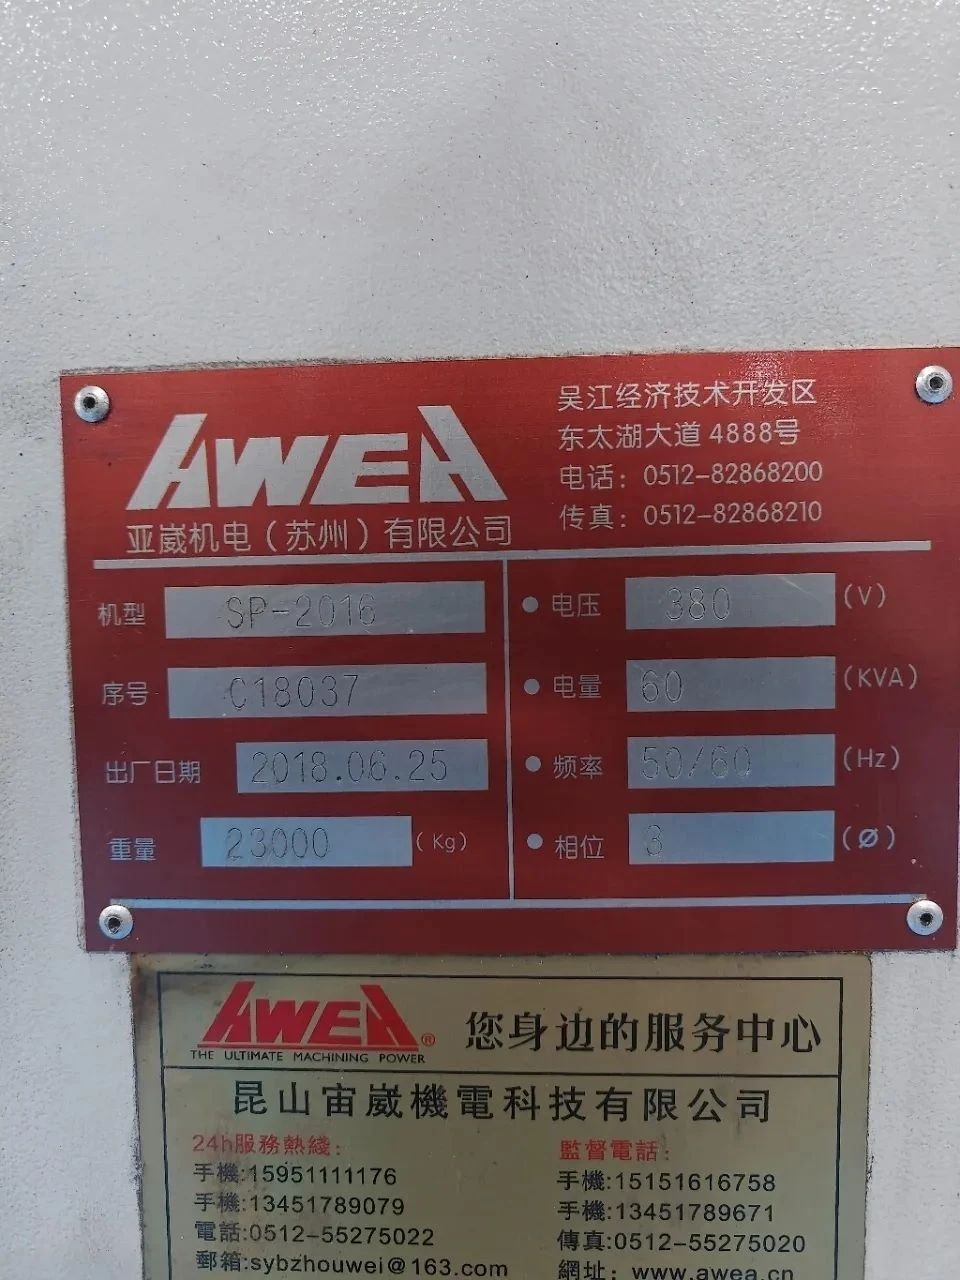 AWEA
亚崴机电（苏州）有限公司
吴江经济技术开发区
东太湖大道 4888号
电话：0512-82868200
传真：0512-82868210
机型 SP-2016
序号 C18037
出厂日期 2018.06.25
重量 23000 (Kg)
电压 380 (V)
电量 60 (KVA)
频率 50/60 (Hz)
相位 3 (Ø)
AWEA®
THE ULTIMATE MACHINING POWER
您身边的服务中心
昆山宙崴機電科技有限公司
24h服務熱綫:
手機:15951111176
手機:13451789079
電話:0512-55275022
郵箱:sybzhouwei@163.com
監督電話:
手機:15151616758
手機:13451789671
傳真:0512-55275020
網址: www.awea.cn